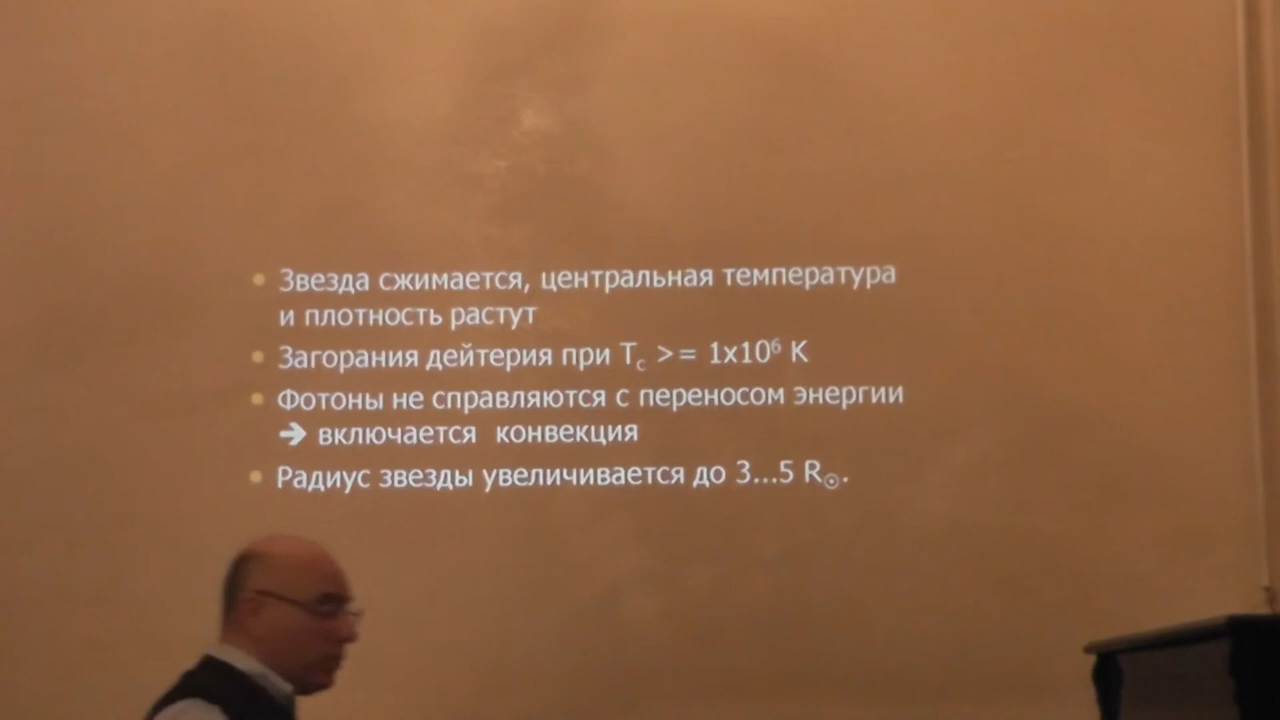 • Звезда сжимается, центральная температура
и плотность растут
• Загорания дейтерия при Tc >= 1x10⁶ K
• Фотоны не справляются с переносом энергии
➔ включается конвекция
• Радиус звезды увеличивается до 3...5 R☉.